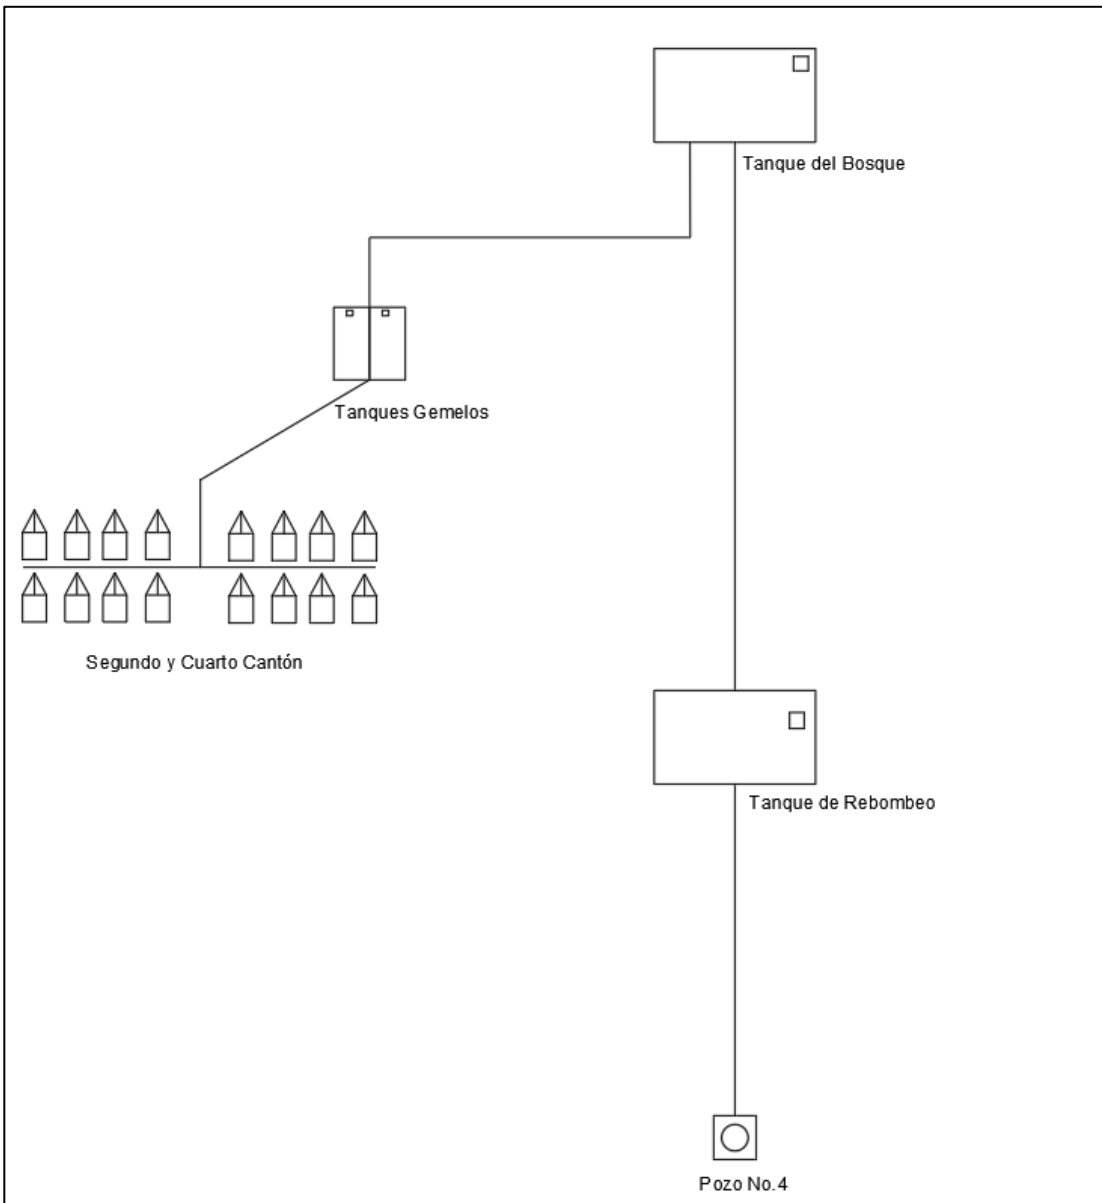 Tanque del Bosque
Tanques Gemelos
Segundo y Cuarto Cantón
Tanque de Rebombeo
Pozo No.4